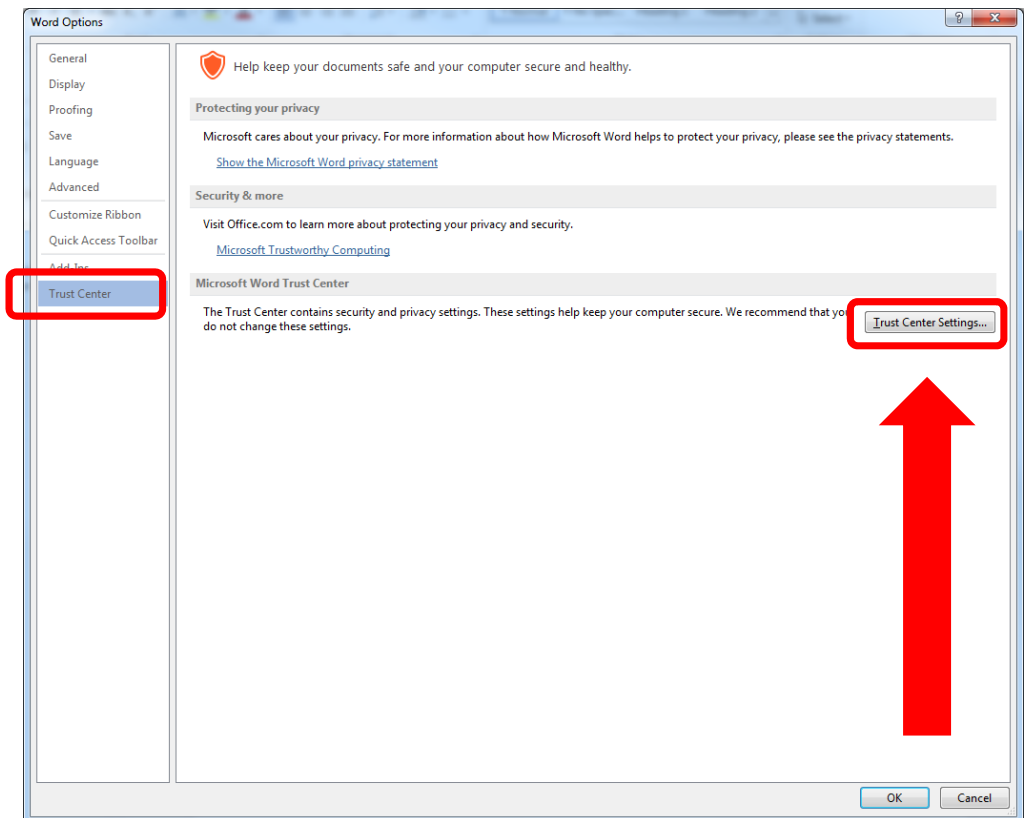 Word Options
General
Display
Proofing
Save
Language
Advanced
Customize Ribbon
Quick Access Toolbar
Add-Ins
Trust Center
Help keep your documents safe and your computer secure and healthy.
Protecting your privacy
Microsoft cares about your privacy. For more information about how Microsoft Word helps to protect your privacy, please see the privacy statements.
Show the Microsoft Word privacy statement
Security & more
Visit Office.com to learn more about protecting your privacy and security.
Microsoft Trustworthy Computing
Microsoft Word Trust Center
The Trust Center contains security and privacy settings. These settings help keep your computer secure. We recommend that you
do not change these settings.
Trust Center Settings...
OK
Cancel